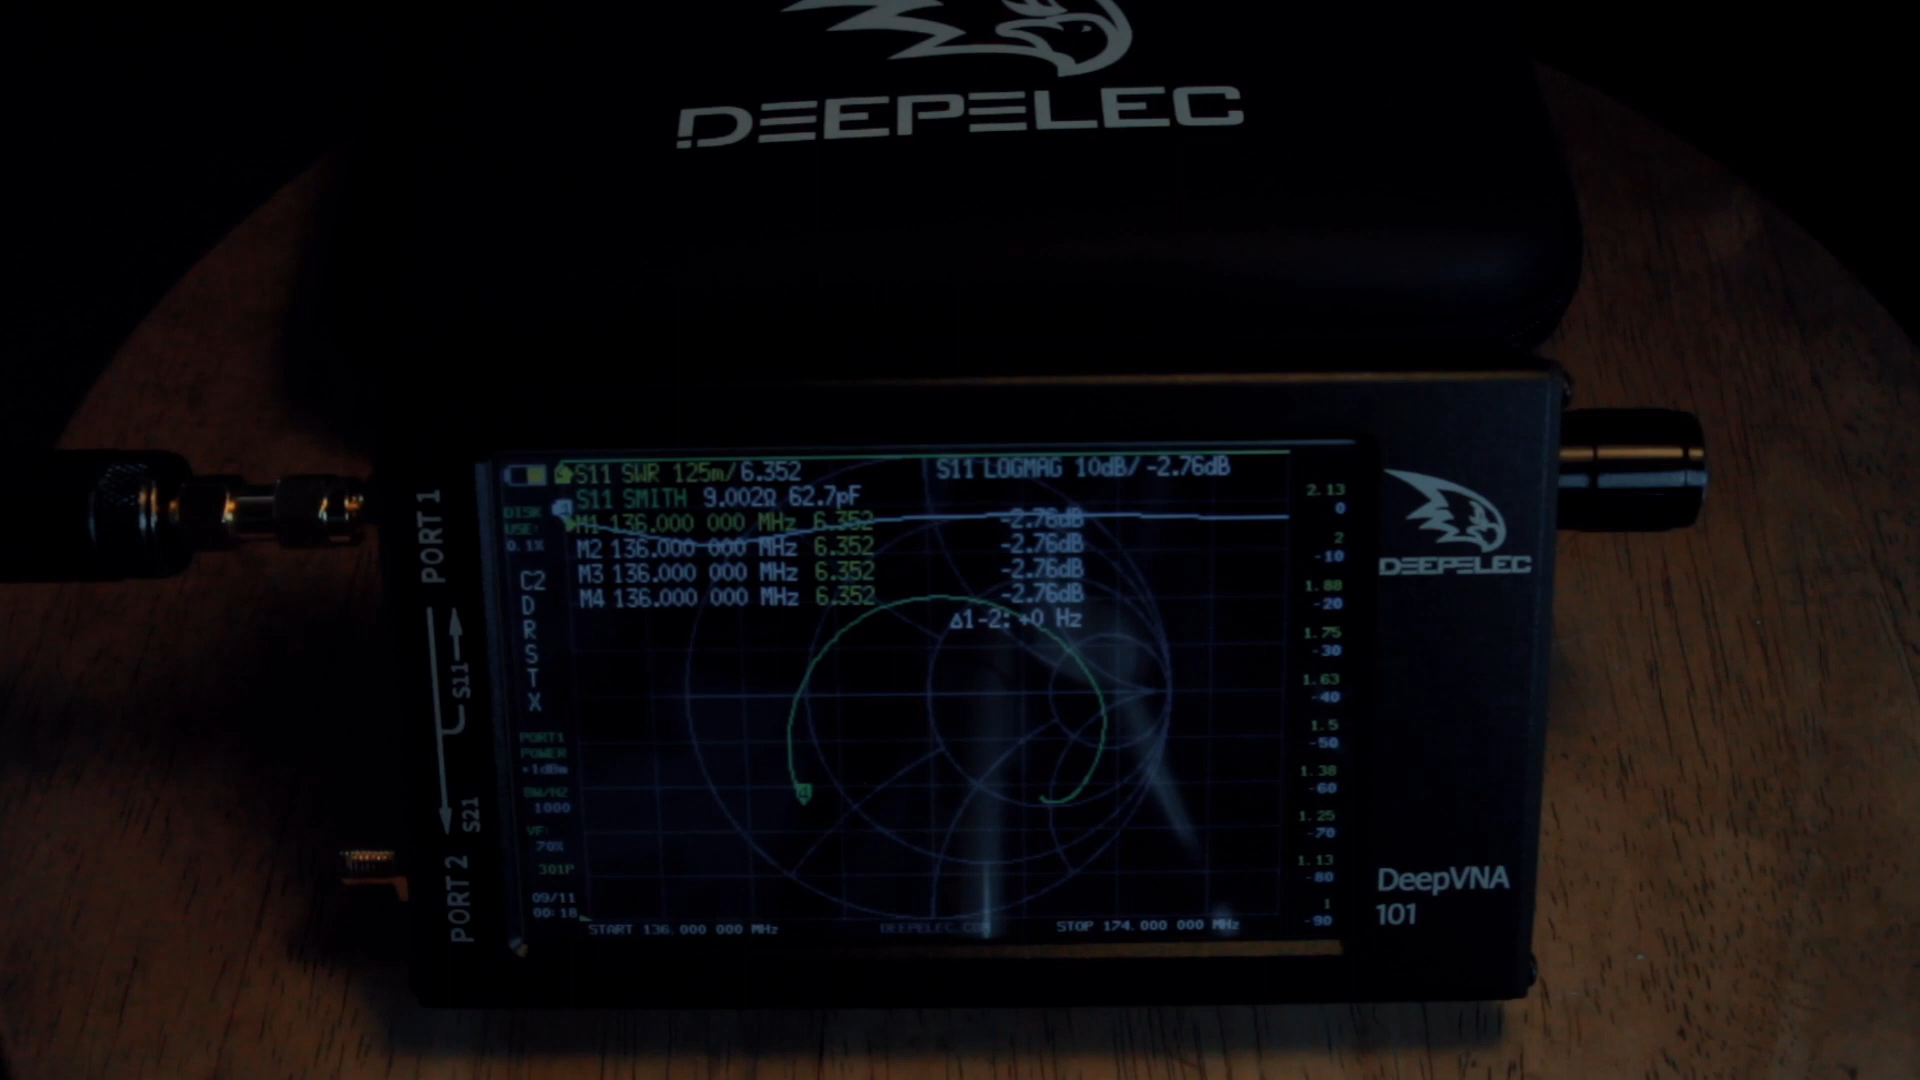 DEEPELEC
S11 SWR 125m/ 6.352
S11 LOGMAG 10dB/ -2.76dB
S11 SMITH 9.002Ω 62.7pF
M1 136.000 000 MHz 6.352 -2.76dB
M2 136.000 000 MHz 6.352 -2.76dB
M3 136.000 000 MHz 6.352 -2.76dB
M4 136.000 000 MHz 6.352 -2.76dB
Δ1-2: +0 Hz
DISK
USE:
0.1%
C2
D
R
S
T
X
PORT1
POWER
+1dBm
BW/HZ
1000
VF:
70%
301P
09/11
00:18
START 136.000 000 MHz
DEEPELEC.COM
STOP 174.000 000 MHz
2.13
0
2
-10
1.88
-20
1.75
-30
1.63
-40
1.5
-50
1.38
-60
1.25
-70
1.13
-80
1
-90
4
PORT 1
S11
S21
PORT 2
DEEPELEC
DeepVNA
101